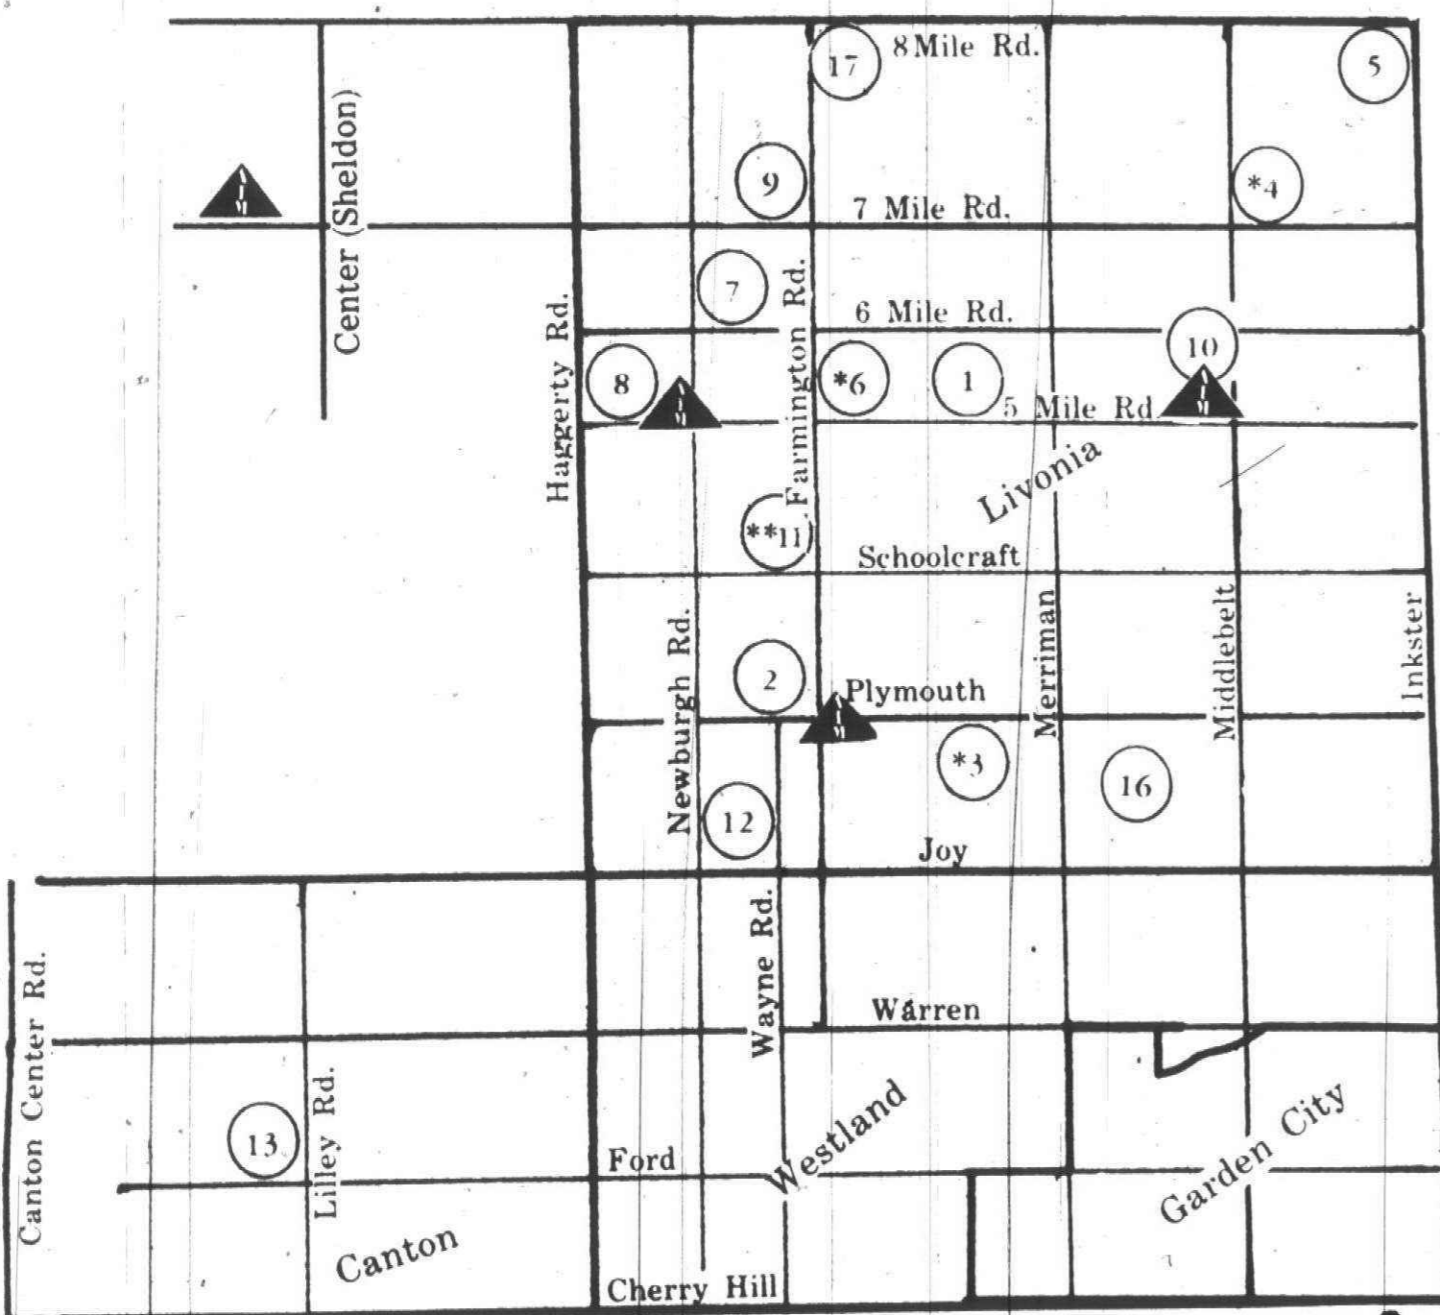 8 Mile Rd.
17
5
Center (Sheldon)
9
*4
7 Mile Rd.
7
6 Mile Rd.
Haggerty Rd.
Farmington Rd.
10
8
*6
1
5 Mile Rd
Livonia
**11
Schoolcraft
Newburgh Rd.
Merriman
Middlebelt
Inkster
2
Plymouth
*3
16
12
Joy
Wayne Rd.
Canton Center Rd.
Warren
Lilley Rd.
13
Ford
Westland
Garden City
Canton
Cherry Hill